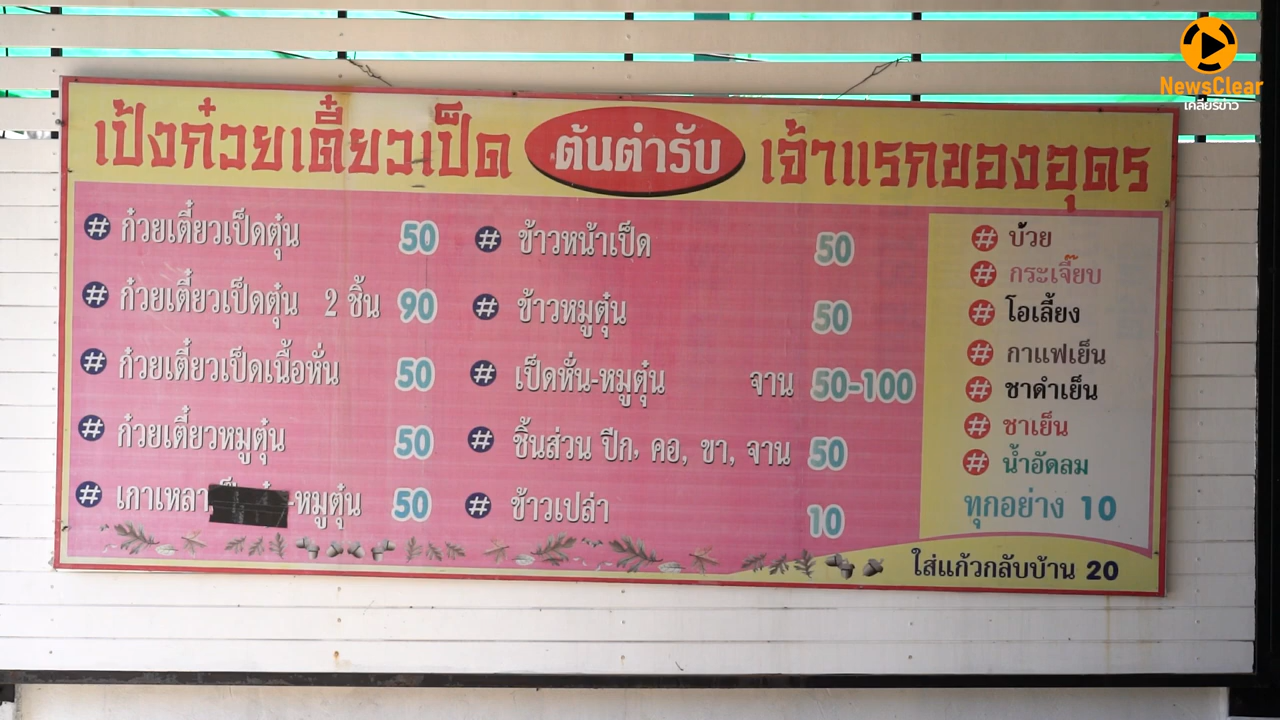 NewsClear
เคลียร์ข่าว
เป้งก๋วยเตี๋ยวเป็ด ต้นตำรับ เจ้าแรกของอุดร
# ก๋วยเตี๋ยวเป็ดตุ๋น 50
# ก๋วยเตี๋ยวเป็ดตุ๋น 2 ชิ้น 90
# ก๋วยเตี๋ยวเป็ดเนื้อหั่น 50
# ก๋วยเตี๋ยวหมูตุ๋น 50
# เกาเหลา -หมูตุ๋น 50
# ข้าวหน้าเป็ด 50
# ข้าวหมูตุ๋น 50
# เป็ดหั่น-หมูตุ๋น จาน 50-100
# ชิ้นส่วน ปีก, คอ, ขา, จาน 50
# ข้าวเปล่า 10
# บ๊วย
# กระเจี๊ยบ
# โอเลี้ยง
# กาแฟเย็น
# ชาดำเย็น
# ชาเย็น
# น้ำอัดลม
ทุกอย่าง 10
ใส่แก้วกลับบ้าน 20